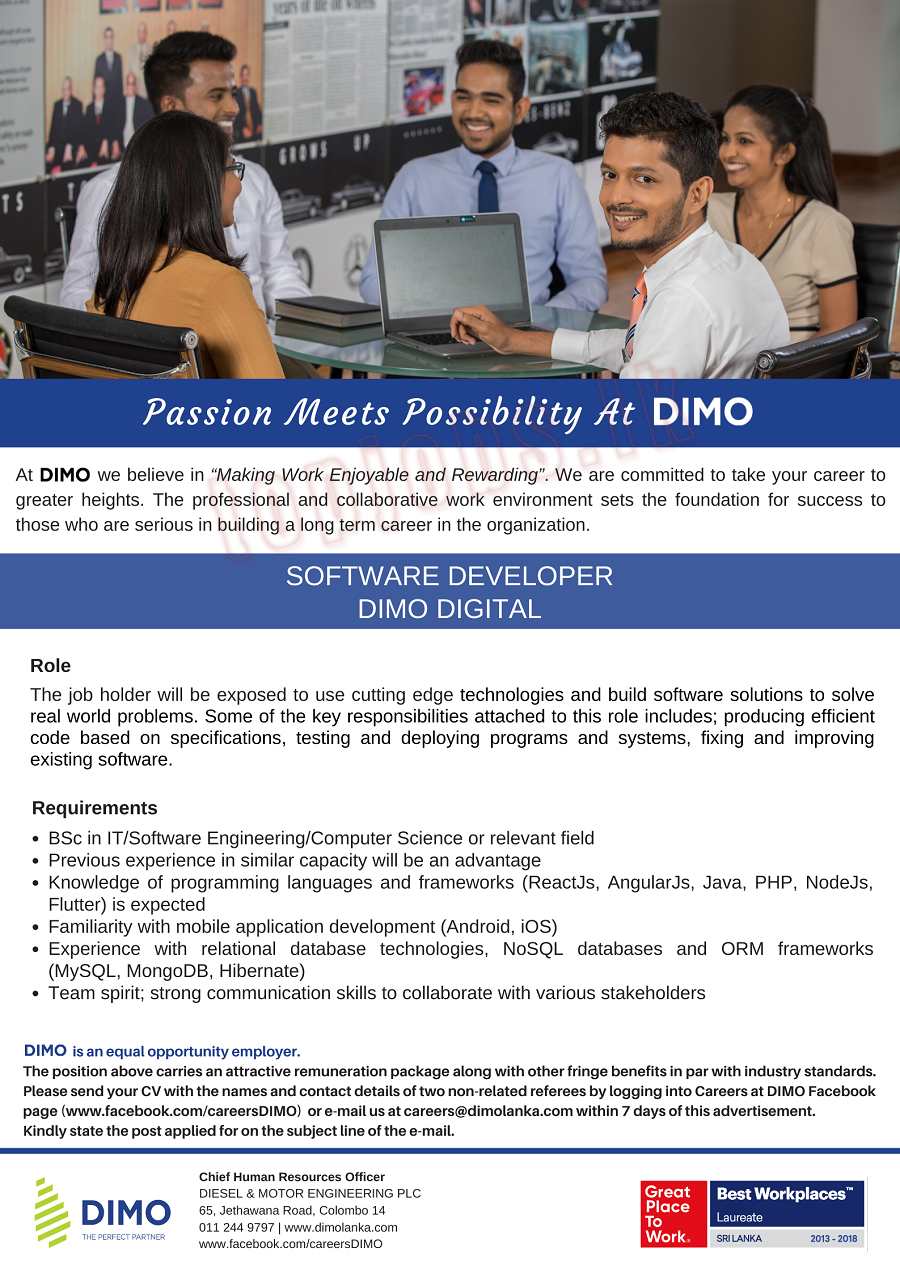 years of life on wheels
GROWS UP
S-BENZ
TS
Passion Meets Possibility At DIMO
At DIMO we believe in “Making Work Enjoyable and Rewarding”. We are committed to take your career to
greater heights. The professional and collaborative work environment sets the foundation for success to
those who are serious in building a long term career in the organization.
topjobs.lk
SOFTWARE DEVELOPER
DIMO DIGITAL
Role
The job holder will be exposed to use cutting edge technologies and build software solutions to solve
real world problems. Some of the key responsibilities attached to this role includes; producing efficient
code based on specifications, testing and deploying programs and systems, fixing and improving
existing software.
Requirements
• BSc in IT/Software Engineering/Computer Science or relevant field
• Previous experience in similar capacity will be an advantage
• Knowledge of programming languages and frameworks (ReactJs, AngularJs, Java, PHP, NodeJs,
Flutter) is expected
• Familiarity with mobile application development (Android, iOS)
• Experience with relational database technologies, NoSQL databases and ORM frameworks
(MySQL, MongoDB, Hibernate)
• Team spirit; strong communication skills to collaborate with various stakeholders
DIMO is an equal opportunity employer.
The position above carries an attractive remuneration package along with other fringe benefits in par with industry standards.
Please send your CV with the names and contact details of two non-related referees by logging into Careers at DIMO Facebook
page (www.facebook.com/careersDIMO) or e-mail us at careers@dimolanka.com within 7 days of this advertisement.
Kindly state the post applied for on the subject line of the e-mail.
DIMO
THE PERFECT PARTNER
Chief Human Resources Officer
DIESEL & MOTOR ENGINEERING PLC
65, Jethawana Road, Colombo 14
011 244 9797 | www.dimolanka.com
www.facebook.com/careersDIMO
Great
Place
To
Work®
Best Workplaces™
Laureate
SRI LANKA 2013 - 2018